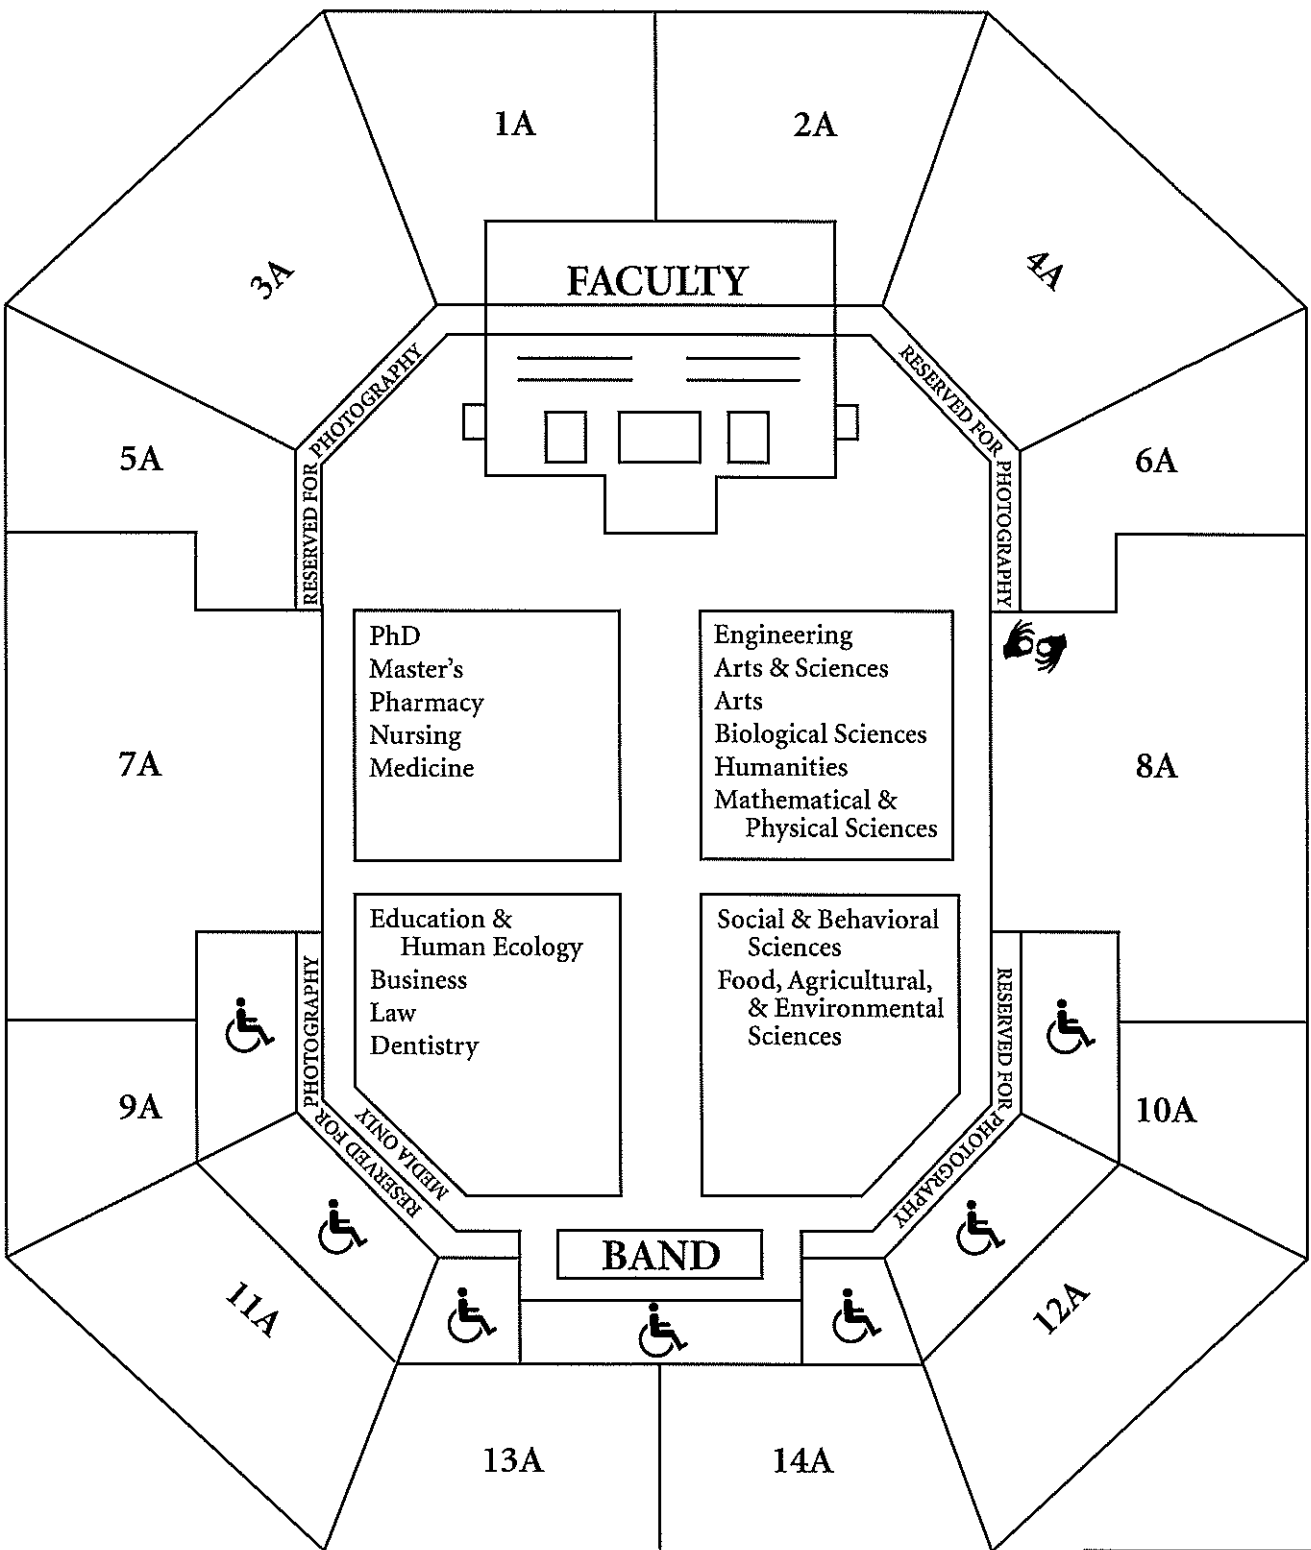 1A
2A
3A
4A
FACULTY
RESERVED FOR PHOTOGRAPHY
RESERVED FOR PHOTOGRAPHY
5A
6A
PhD
Master's
Pharmacy
Nursing
Medicine
Engineering
Arts & Sciences
Arts
Biological Sciences
Humanities
Mathematical &
Physical Sciences
7A
8A
Education &
Human Ecology
Business
Law
Dentistry
Social & Behavioral
Sciences
Food, Agricultural,
& Environmental
Sciences
RESERVED FOR PHOTOGRAPHY
MEDIA ONLY
RESERVED FOR PHOTOGRAPHY
9A
10A
BAND
11A
12A
13A
14A